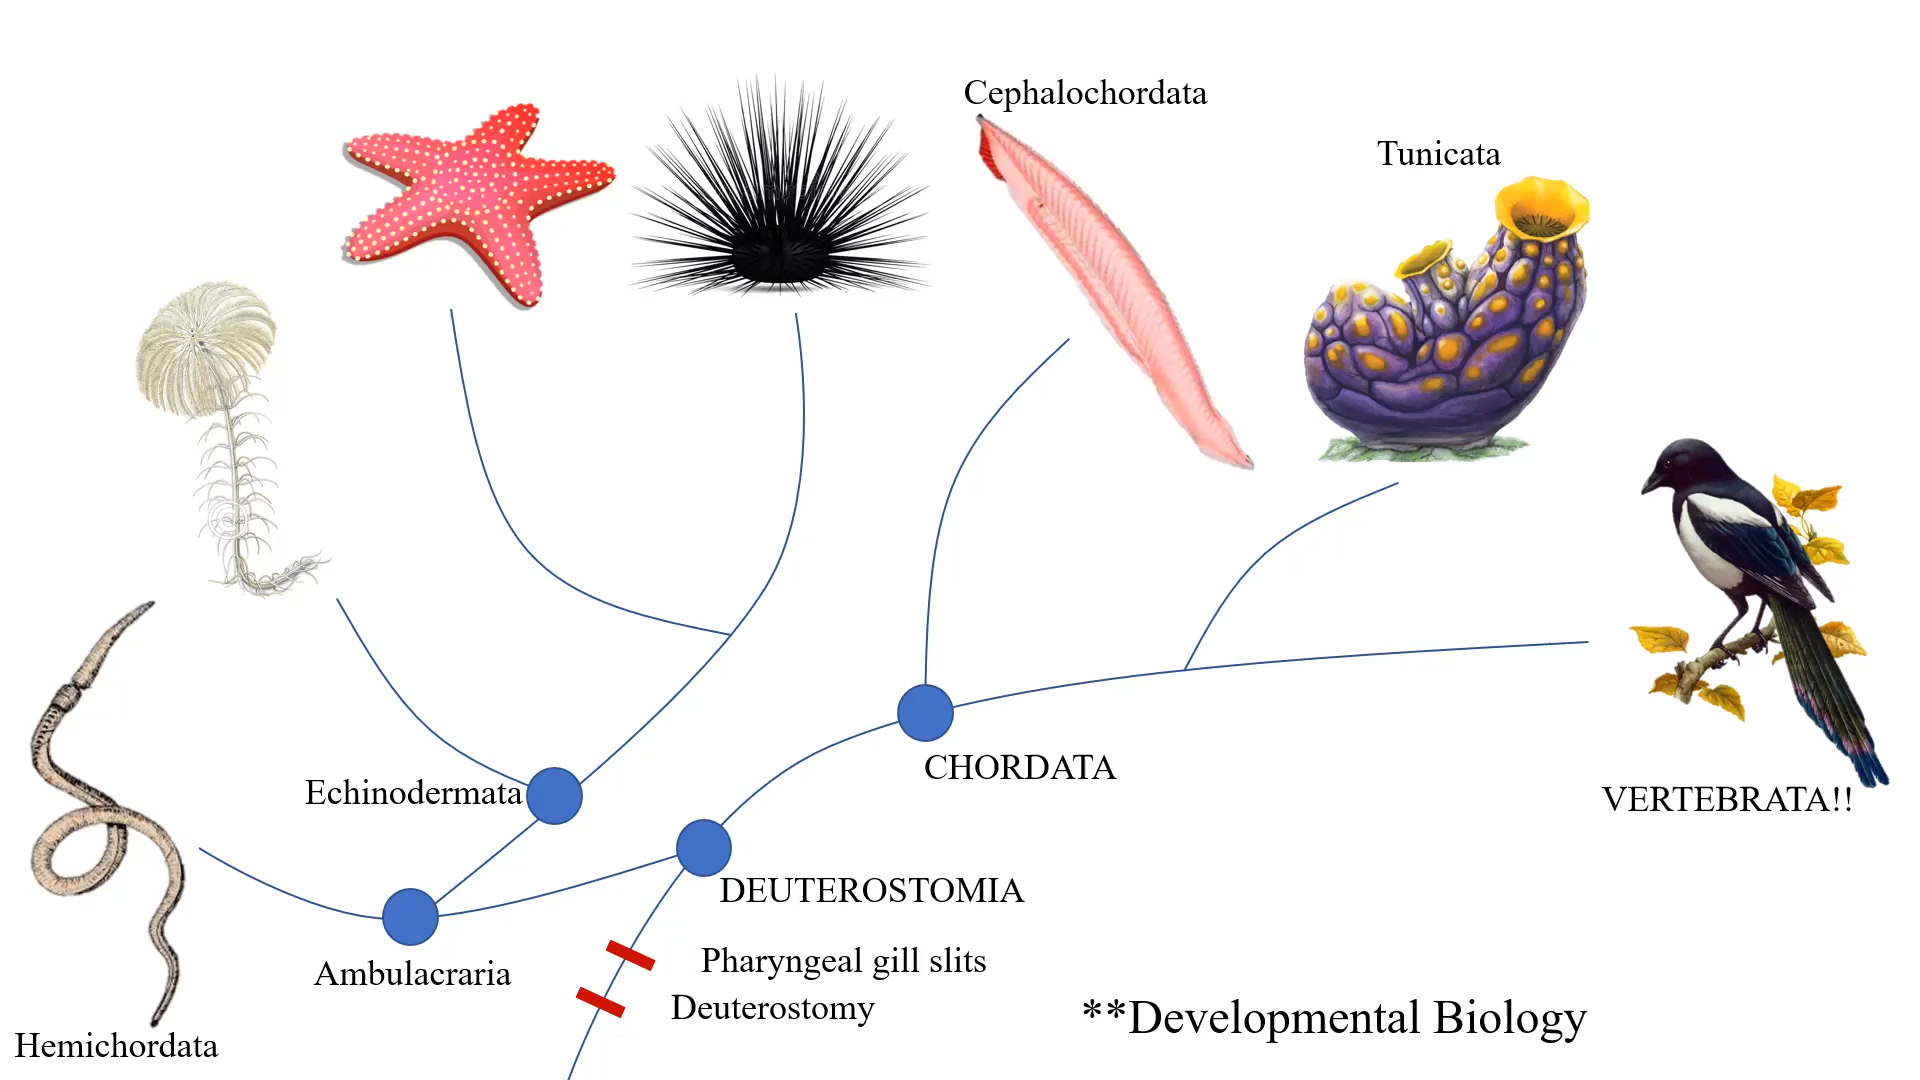 Cephalochordata
Tunicata
VERTEBRATA!!
CHORDATA
Echinodermata
DEUTEROSTOMIA
Ambulacraria
Pharyngeal gill slits
Deuterostomy
**Developmental Biology
Hemichordata